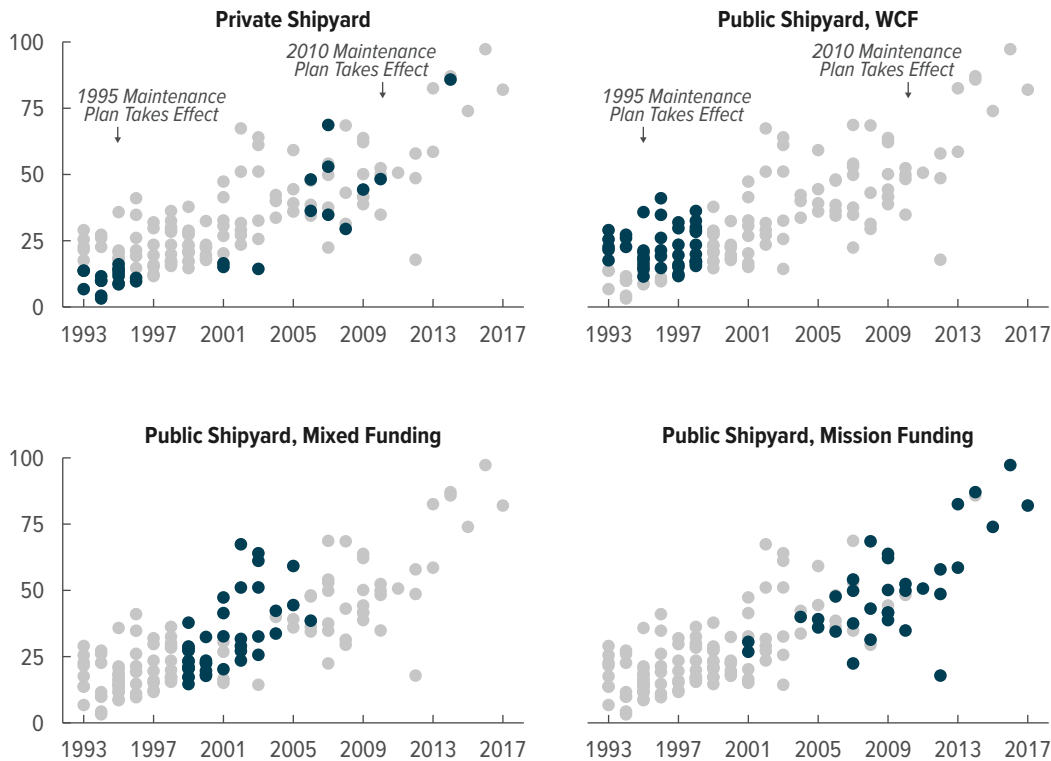 Private Shipyard
100
75
50
25
0
2010 Maintenance
Plan Takes Effect
1995 Maintenance
Plan Takes Effect
1993 1997 2001 2005 2009 2013 2017
Public Shipyard, WCF
2010 Maintenance
Plan Takes Effect
1995 Maintenance
Plan Takes Effect
1993 1997 2001 2005 2009 2013 2017
Public Shipyard, Mixed Funding
100
75
50
25
0
1993 1997 2001 2005 2009 2013 2017
Public Shipyard, Mission Funding
1993 1997 2001 2005 2009 2013 2017